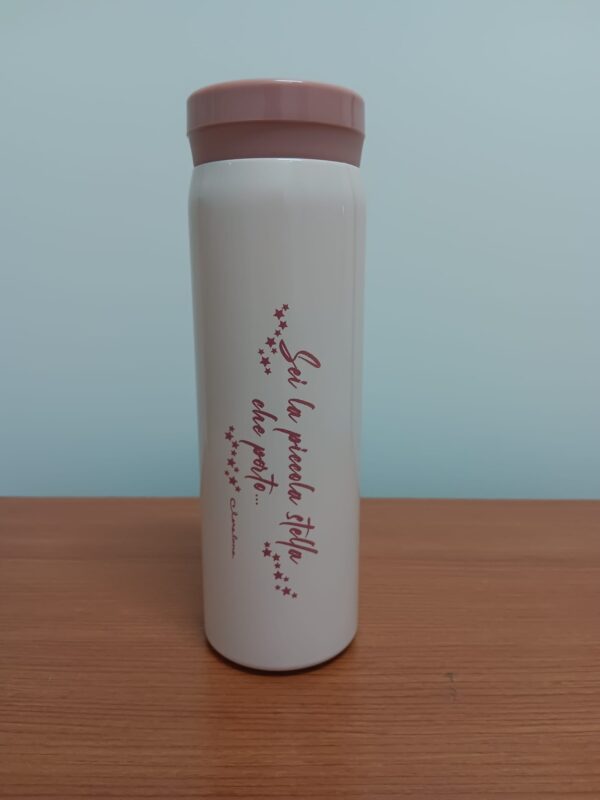 Sei la piccola stella
che porto...